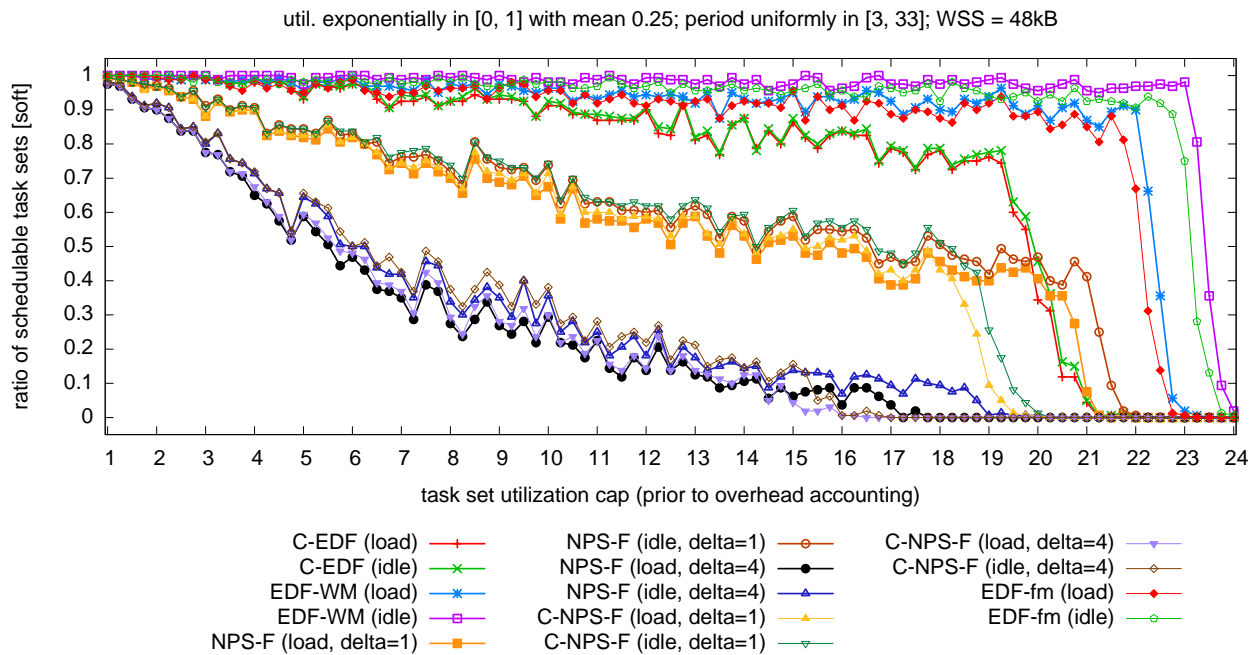 util. exponentially in [0, 1] with mean 0.25; period uniformly in [3, 33]; WSS = 48kB
ratio of schedulable task sets [soft]
1
0.9
0.8
0.7
0.6
0.5
0.4
0.3
0.2
0.1
0
1 2 3 4 5 6 7 8 9 10 11 12 13 14 15 16 17 18 19 20 21 22 23 24
task set utilization cap (prior to overhead accounting)
C-EDF (load)
C-EDF (idle)
EDF-WM (load)
EDF-WM (idle)
NPS-F (load, delta=1)
NPS-F (idle, delta=1)
NPS-F (load, delta=4)
NPS-F (idle, delta=4)
C-NPS-F (load, delta=1)
C-NPS-F (idle, delta=1)
C-NPS-F (load, delta=4)
C-NPS-F (idle, delta=4)
EDF-fm (load)
EDF-fm (idle)